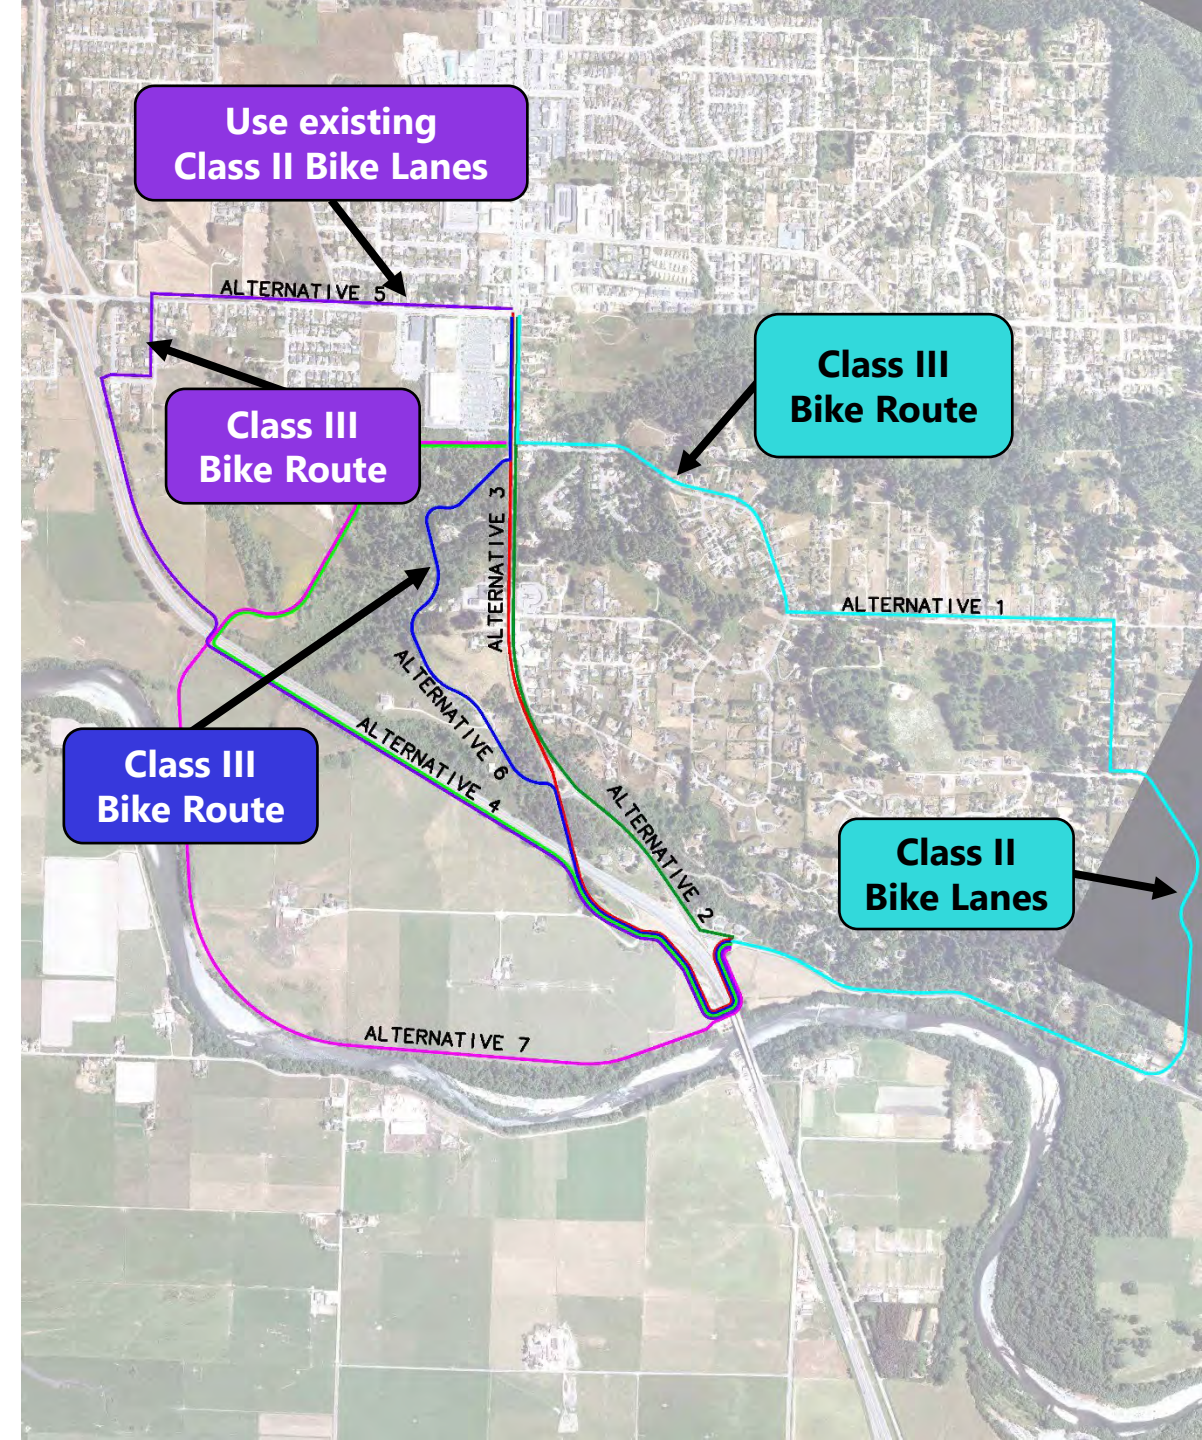 Use existing
Class II Bike Lanes
ALTERNATIVE 5
Class III
Bike Route
Class III
Bike Route
ALTERNATIVE 3
ALTERNATIVE 1
ALTERNATIVE 6
ALTERNATIVE 4
Class III
Bike Route
ALTERNATIVE 2
Class II
Bike Lanes
ALTERNATIVE 7